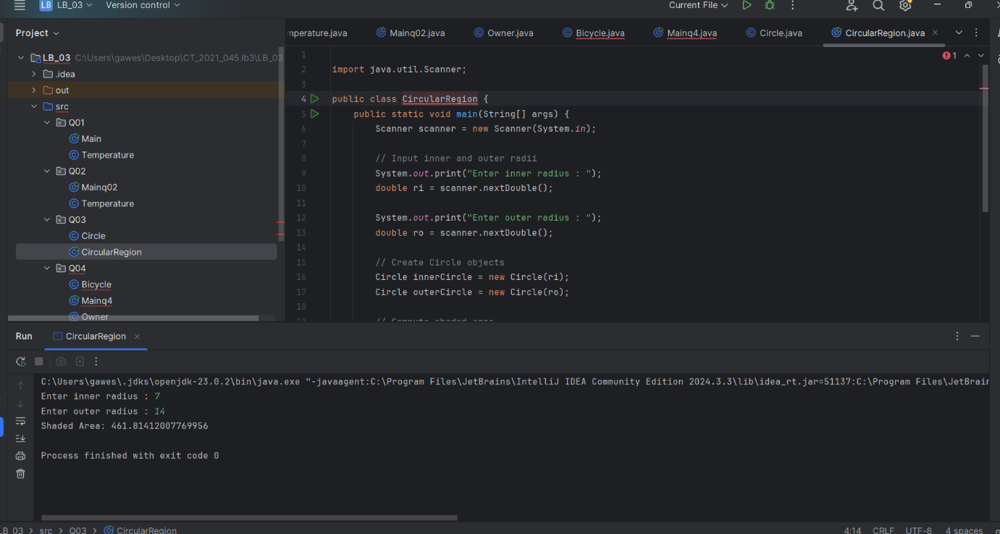 LB LB_03 Version control Current File
Project
mperature.java Mainq02.java Owner.java Bicycle.java Mainq4.java Circle.java CircularRegion.java
LB_03 C:\Users\gawes\Desktop\CT_2021_045.lb3\LB_03
.idea
out
src
Q01
Main
Temperature
Q02
Mainq02
Temperature
Q03
Circle
CircularRegion
Q04
Bicycle
Mainq4
Owner
1
1
2 import java.util.Scanner;
3
4 public class CircularRegion {
5 public static void main(String[] args) {
6 Scanner scanner = new Scanner(System.in);
7
8 // Input inner and outer radii
9 System.out.print("Enter inner radius : ");
10 double ri = scanner.nextDouble();
11
12 System.out.print("Enter outer radius : ");
13 double ro = scanner.nextDouble();
14
15 // Create Circle objects
16 Circle innerCircle = new Circle(ri);
17 Circle outerCircle = new Circle(ro);
18
19 // Compute shaded area
Run CircularRegion
C:\Users\gawes\.jdks\openjdk-23.0.2\bin\java.exe "-javaagent:C:\Program Files\JetBrains\IntelliJ IDEA Community Edition 2024.3.3\lib\idea_rt.jar=51137:C:\Program Files\JetBrain
Enter inner radius : 7
Enter outer radius : 14
Shaded Area: 461.81412007769956
Process finished with exit code 0
LB_03 > src > Q03 > CircularRegion 4:14 CRLF UTF-8 4 spaces